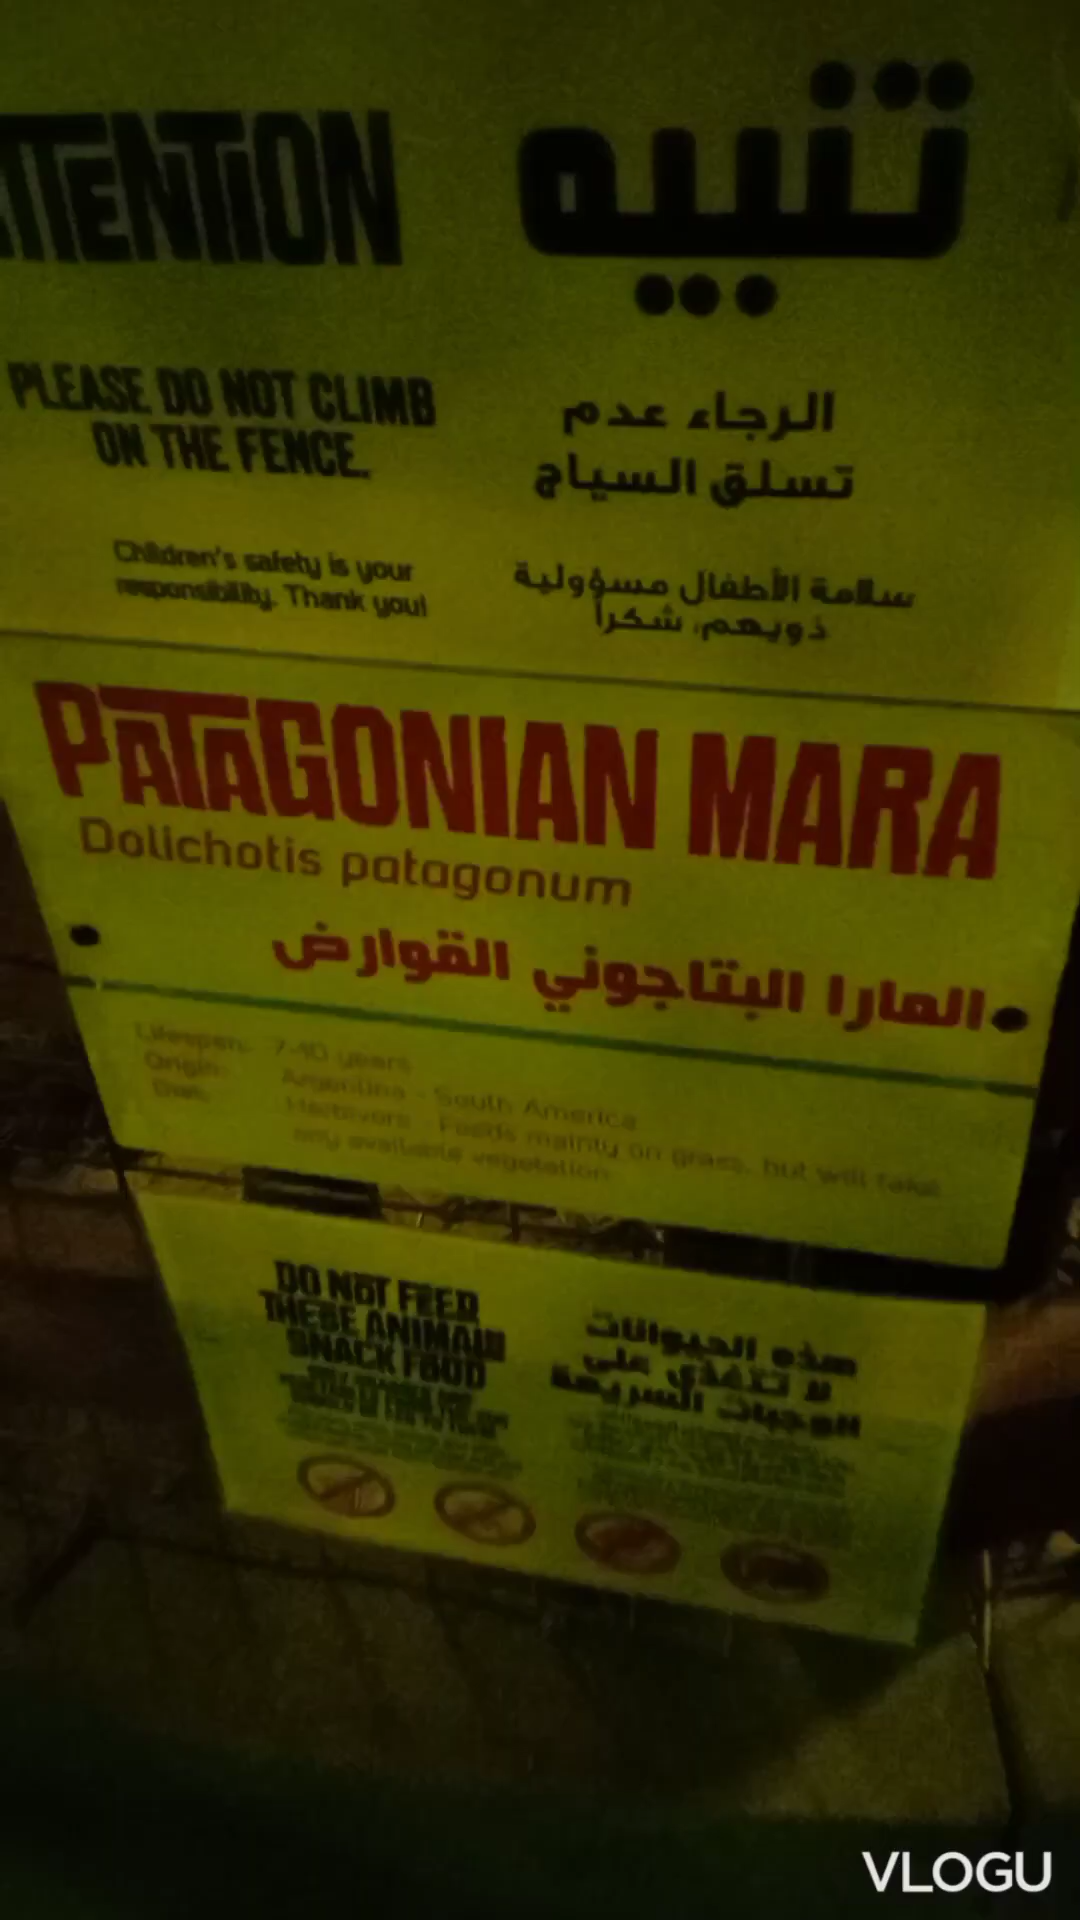 ATTENTION
تنبيه
PLEASE DO NOT CLIMB
ON THE FENCE.
الرجاء عدم
تسلق السياج
Children's safety is your
responsibility. Thank you!
سلامة الأطفال مسؤولية
ذويهم، شكراً
PATAGONIAN MARA
Dolichotis patagonum
المارا البتاجوني القوارض
Lifespan: 7-10 years
Origin: Argentina - South America
Diet: Herbivore - Feeds mainly on grass, but will take
any available vegetation
DO NOT FEED
THESE ANIMALS
SNACK FOOD
هذه الحيوانات
لا تتغذى على
الوجبات السريعة
VLOGU